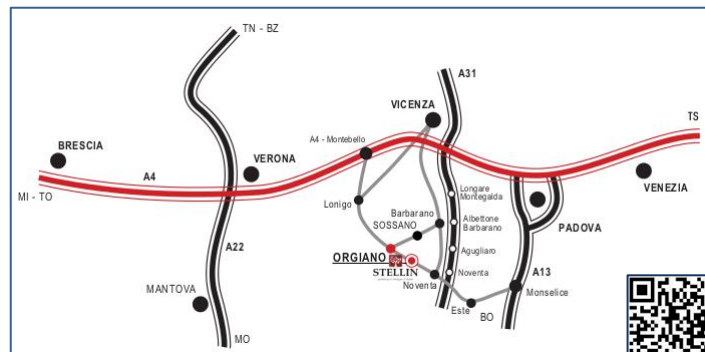 TN - BZ
A31
VICENZA
TS
A4 - Montebello
BRESCIA
A4
VERONA
VENEZIA
MI - TO
Longare
Montegalda
Lonigo
Barbarano
SOSSANO
Albettone
Barbarano
PADOVA
A22
ORGIANO
Agugliaro
STELLIN
Noventa
Noventa
A13
MANTOVA
Monselice
Este
BO
MO